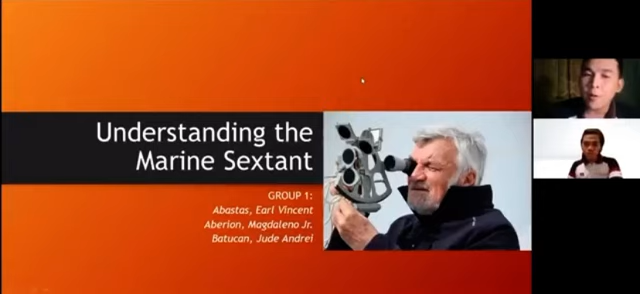 Understanding the
Marine Sextant
GROUP 1:
Abastas, Earl Vincent
Aberion, Magdaleno Jr.
Batucan, Jude Andrei